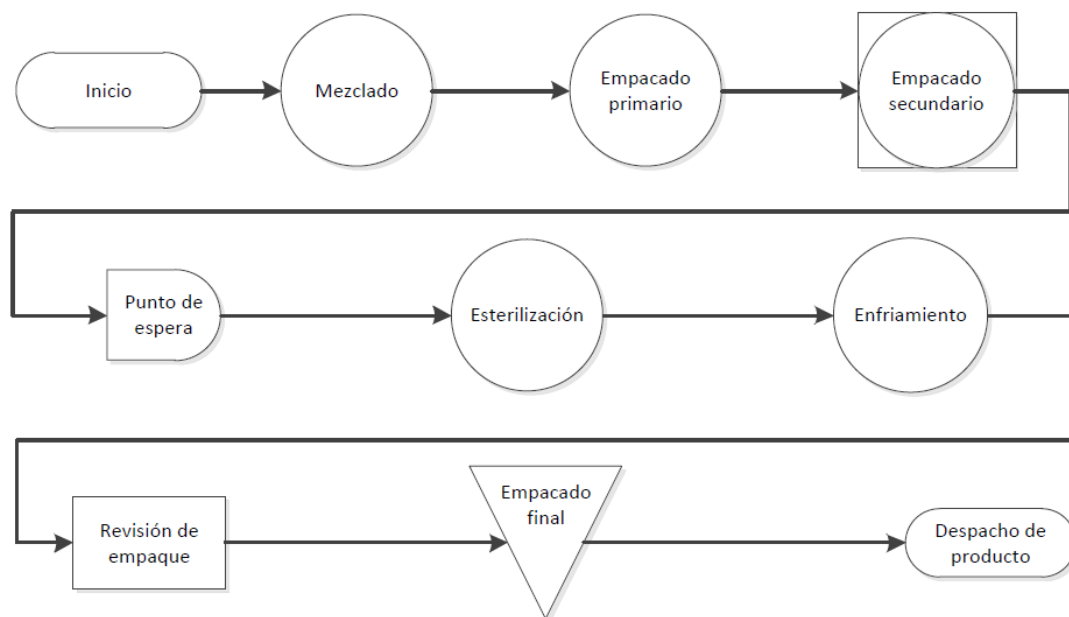 Inicio
Mezclado
Empacado
primario
Empacado
secundario
Punto de
espera
Esterilización
Enfriamiento
Revisión de
empaque
Empacado
final
Despacho de
producto